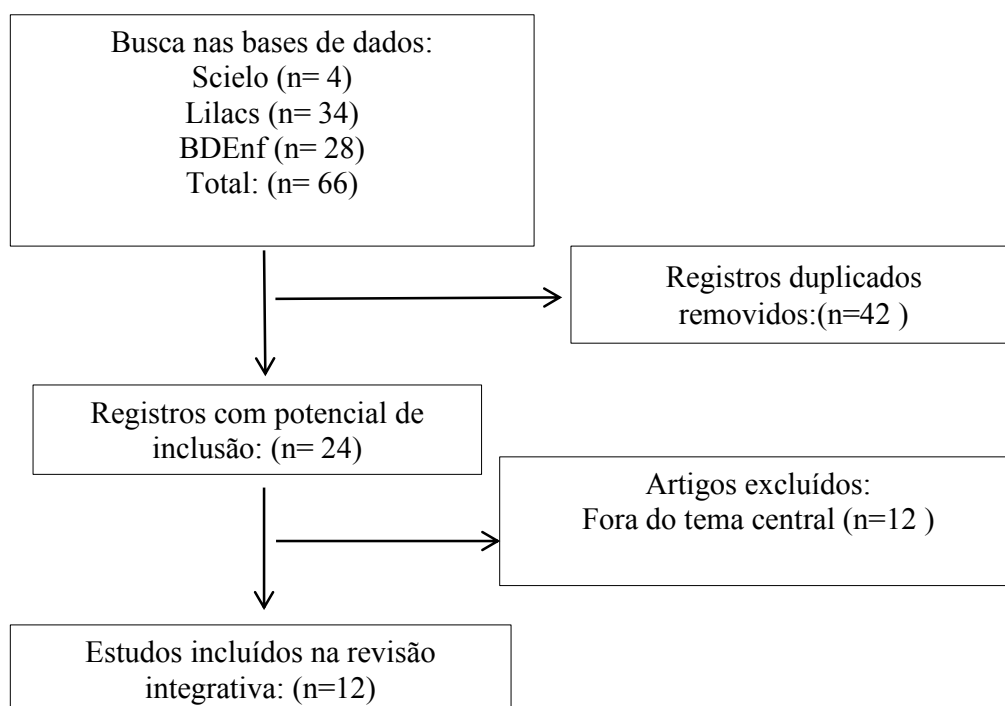 Busca nas bases de dados:
Scielo (n= 4)
Lilacs (n= 34)
BDEnf (n= 28)
Total: (n= 66)
Registros duplicados
removidos:(n=42 )
Registros com potencial de
inclusão: (n= 24)
Artigos excluídos:
Fora do tema central (n=12 )
Estudos incluídos na revisão
integrativa: (n=12)